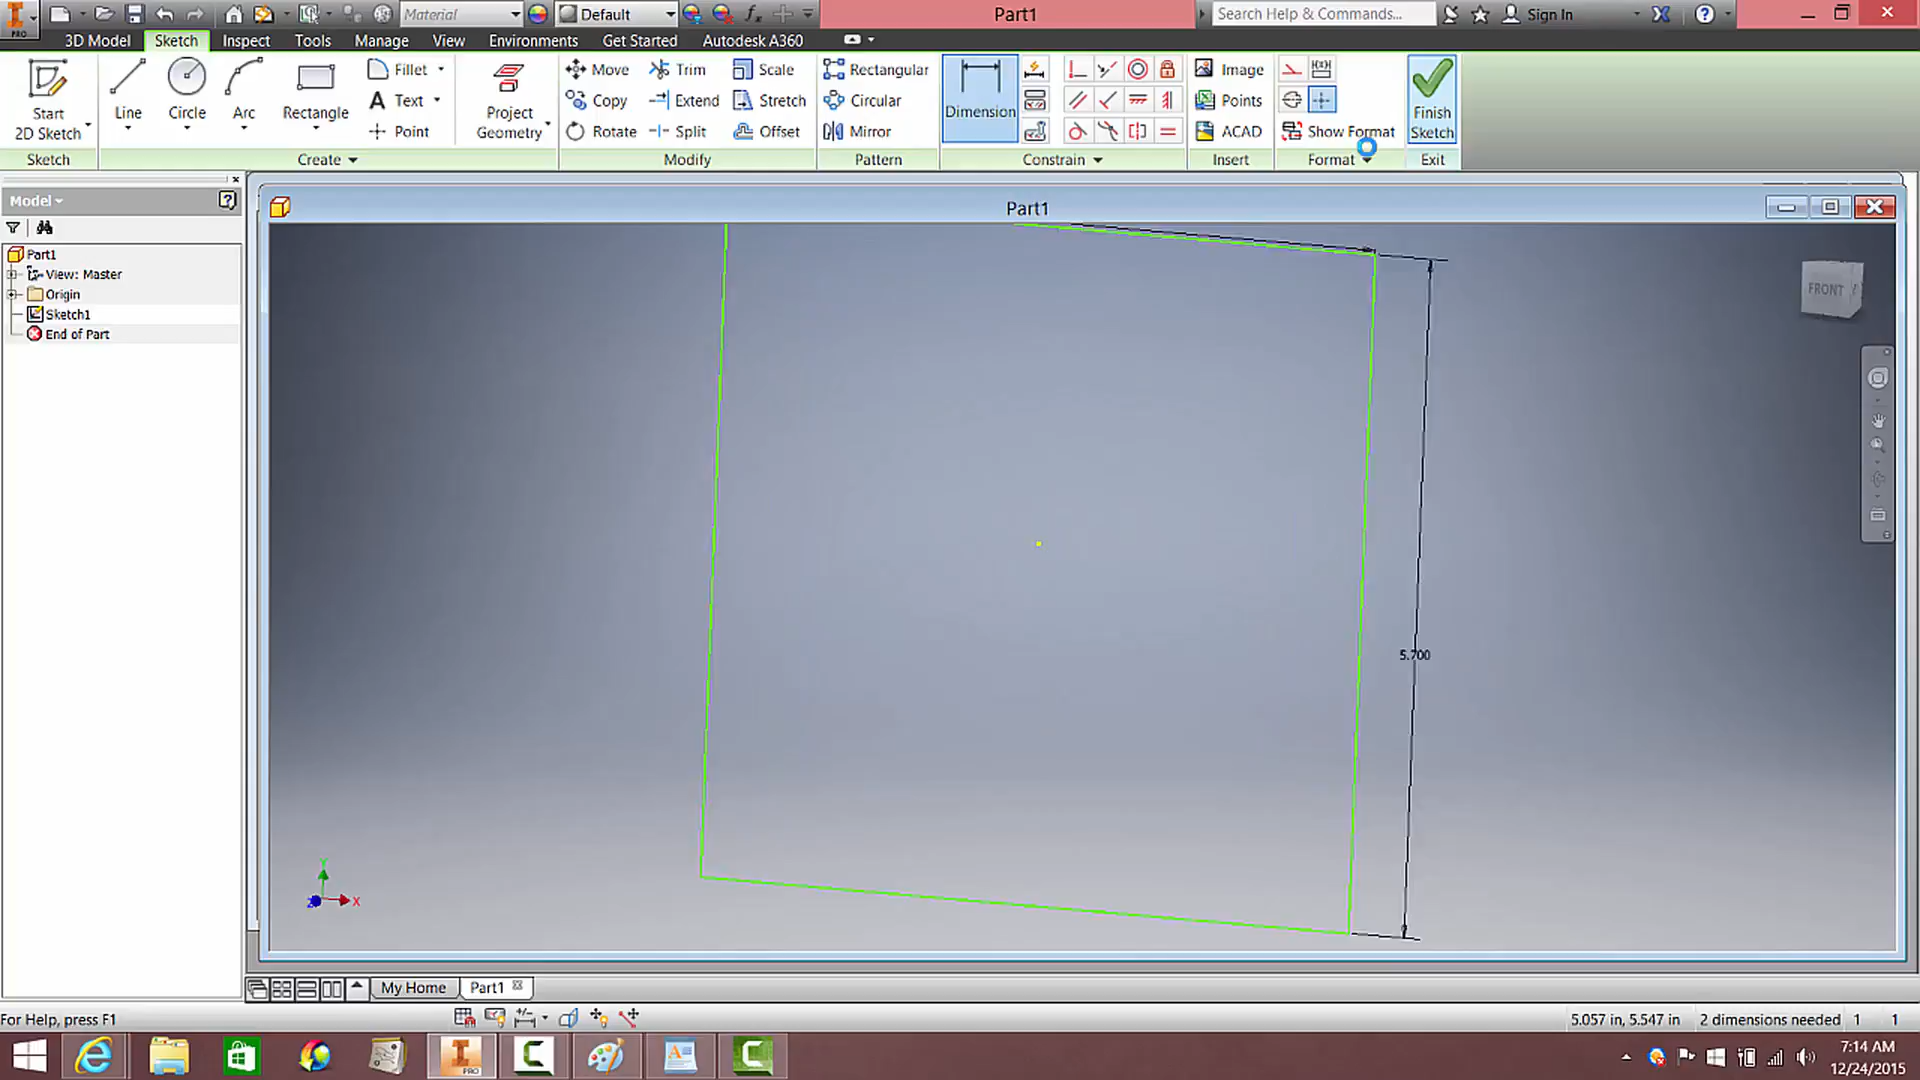 PRO
Material
Default
Part1
Search Help & Commands...
Sign In
3D Model
Sketch
Inspect
Tools
Manage
View
Environments
Get Started
Autodesk A360
Start
2D Sketch
Line
Circle
Arc
Rectangle
Fillet
Text
Point
Project
Geometry
Move
Copy
Rotate
Trim
Extend
Split
Scale
Stretch
Offset
Rectangular
Circular
Mirror
Dimension
Image
Points
ACAD
Show Format
Finish
Sketch
Sketch
Create
Modify
Pattern
Constrain
Insert
Format
Exit
Model
Part1
View: Master
Origin
Sketch1
End of Part
Part1
FRONT
5.700
Y
Z
X
My Home
Part1
For Help, press F1
5.057 in, 5.547 in
2 dimensions needed
1
1
PRO
7:14 AM
12/24/2015